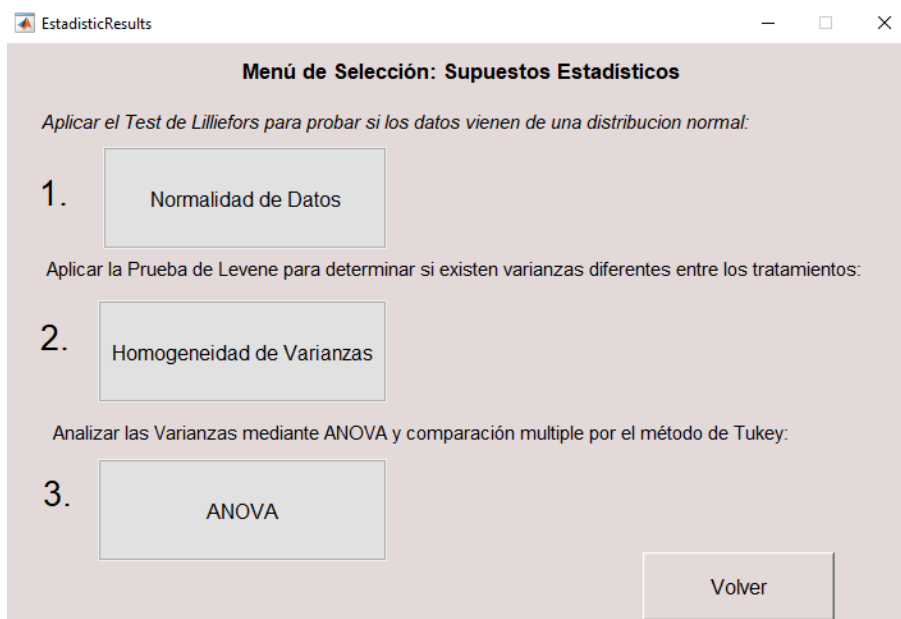 EstadisticResults
Menú de Selección: Supuestos Estadísticos
Aplicar el Test de Lilliefors para probar si los datos vienen de una distribucion normal:
1.
Normalidad de Datos
Aplicar la Prueba de Levene para determinar si existen varianzas diferentes entre los tratamientos:
2.
Homogeneidad de Varianzas
Analizar las Varianzas mediante ANOVA y comparación multiple por el método de Tukey:
3.
ANOVA
Volver